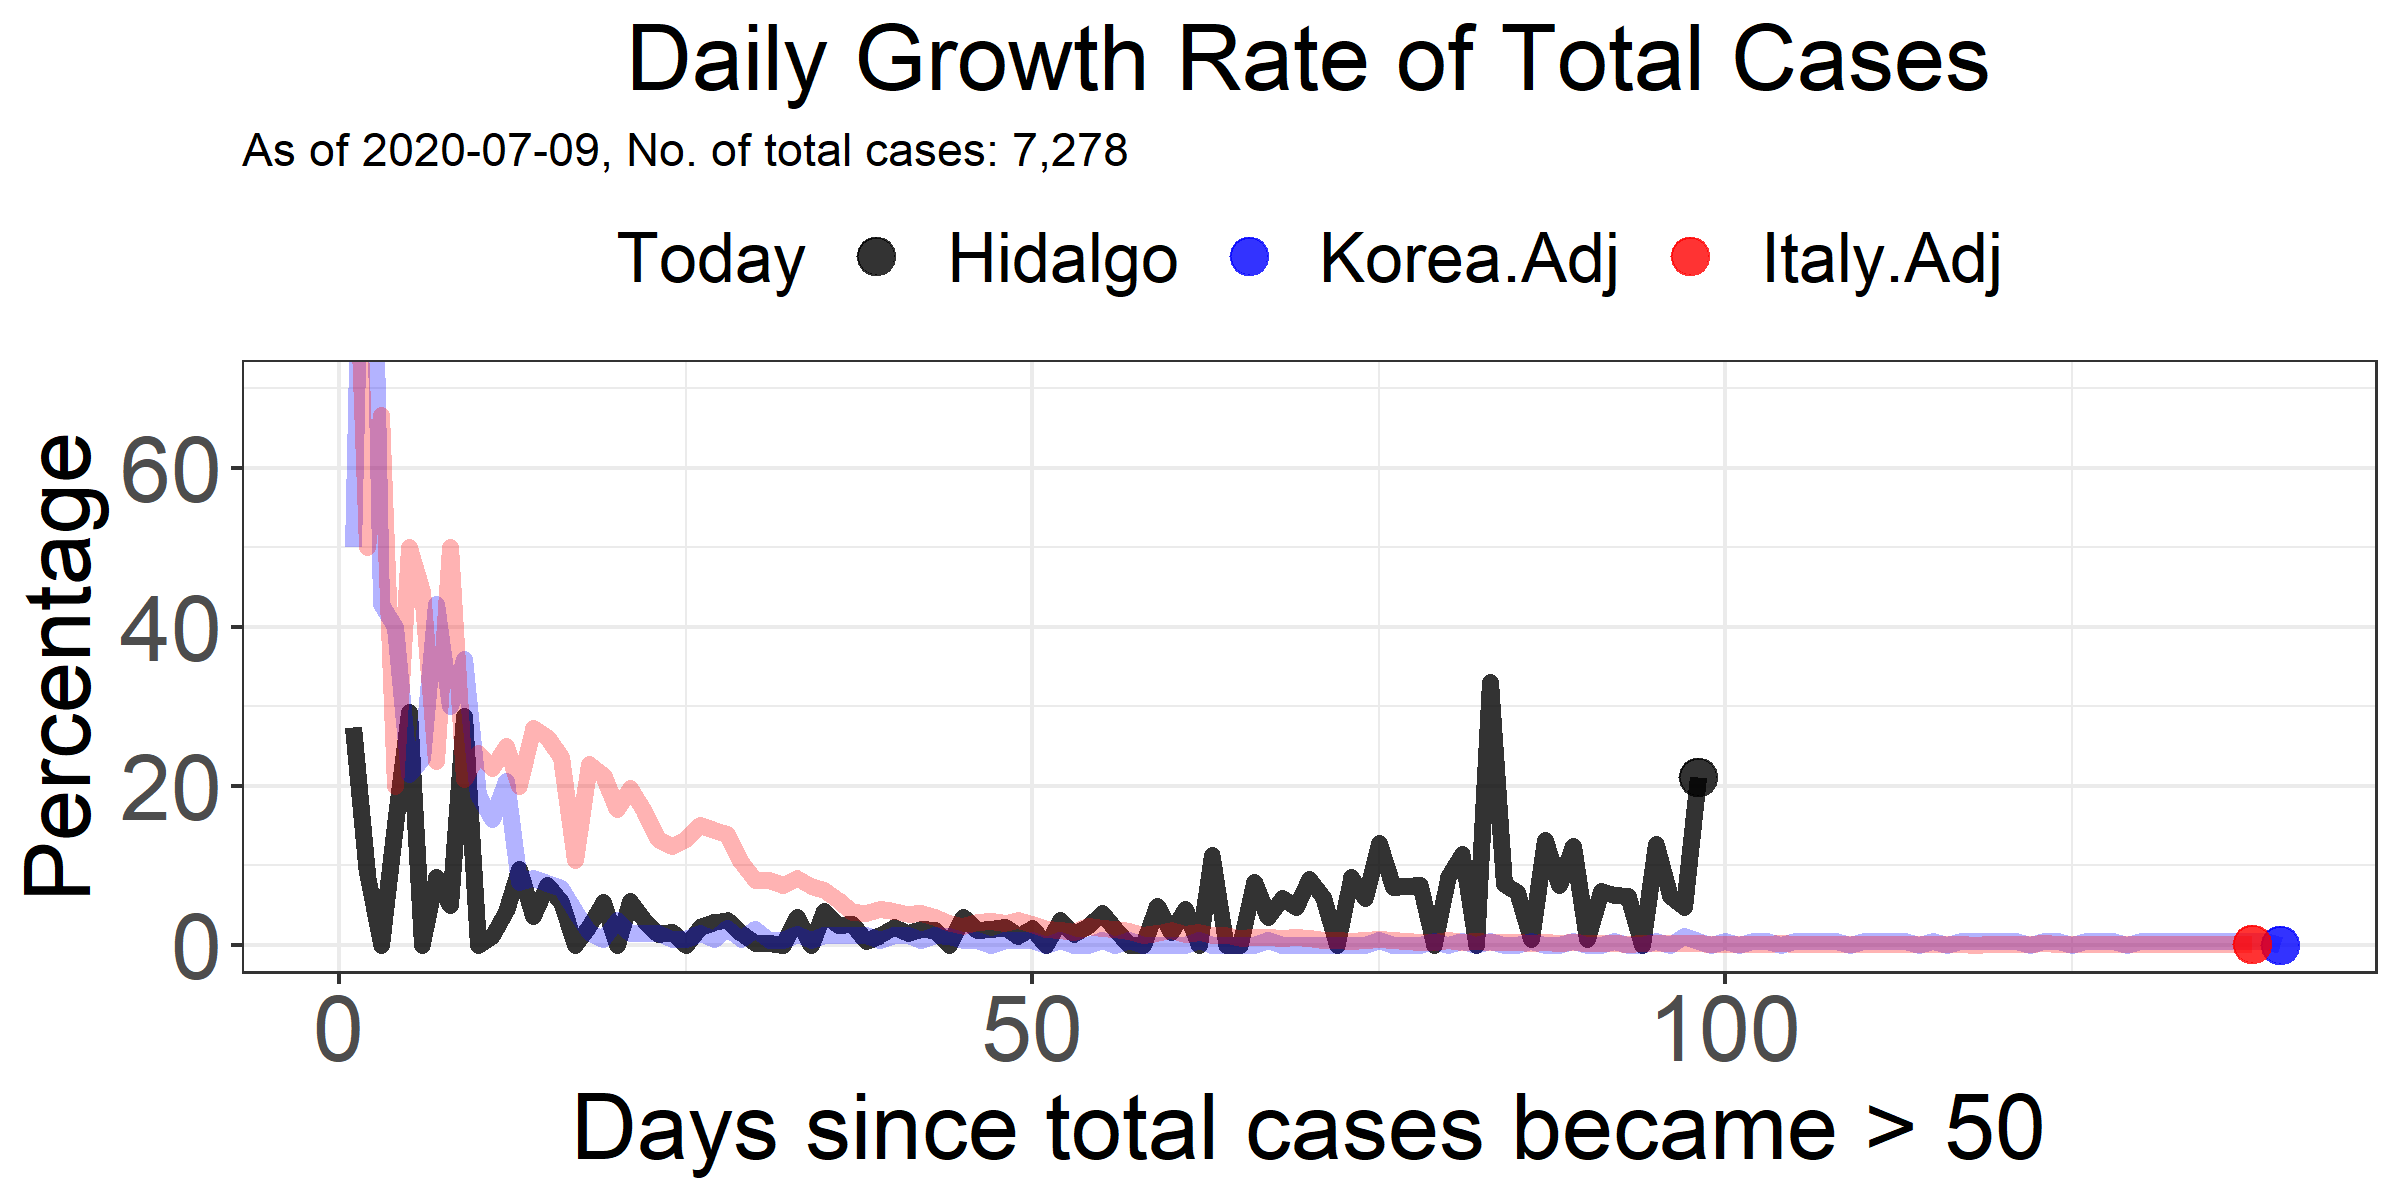 Daily Growth Rate of Total Cases
As of 2020-07-09, No. of total cases: 7,278
Today Hidalgo Korea.Adj Italy.Adj
Percentage
60
40
20
0
0 50 100
Days since total cases became > 50